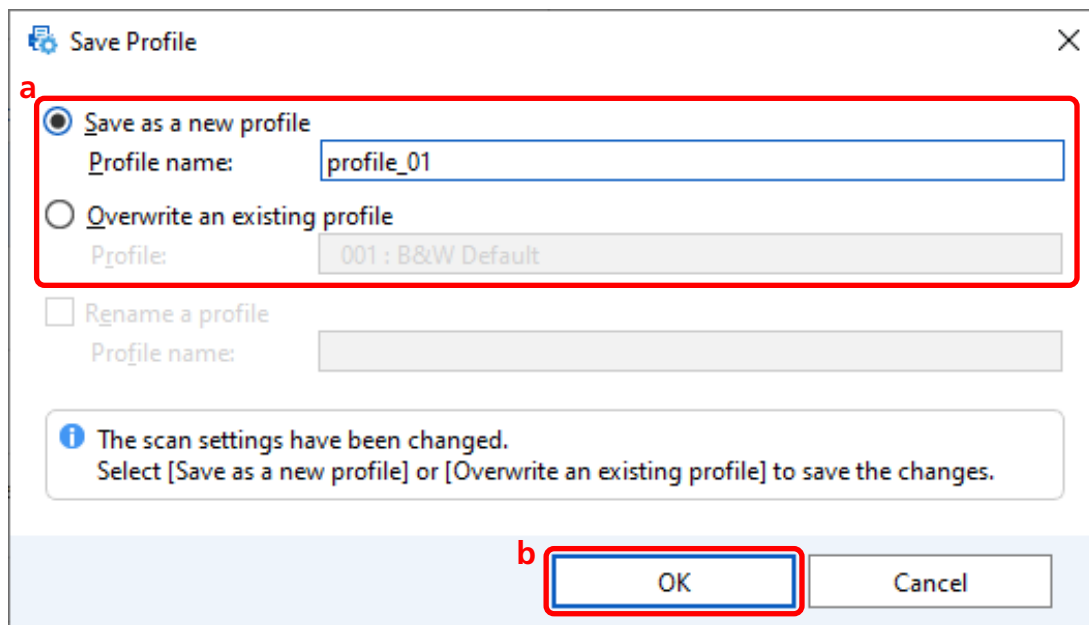 Save Profile
a
Save as a new profile
Profile name: profile_01
Overwrite an existing profile
Profile: 001 : B&W Default
Rename a profile
Profile name:
The scan settings have been changed.
Select [Save as a new profile] or [Overwrite an existing profile] to save the changes.
b
OK Cancel